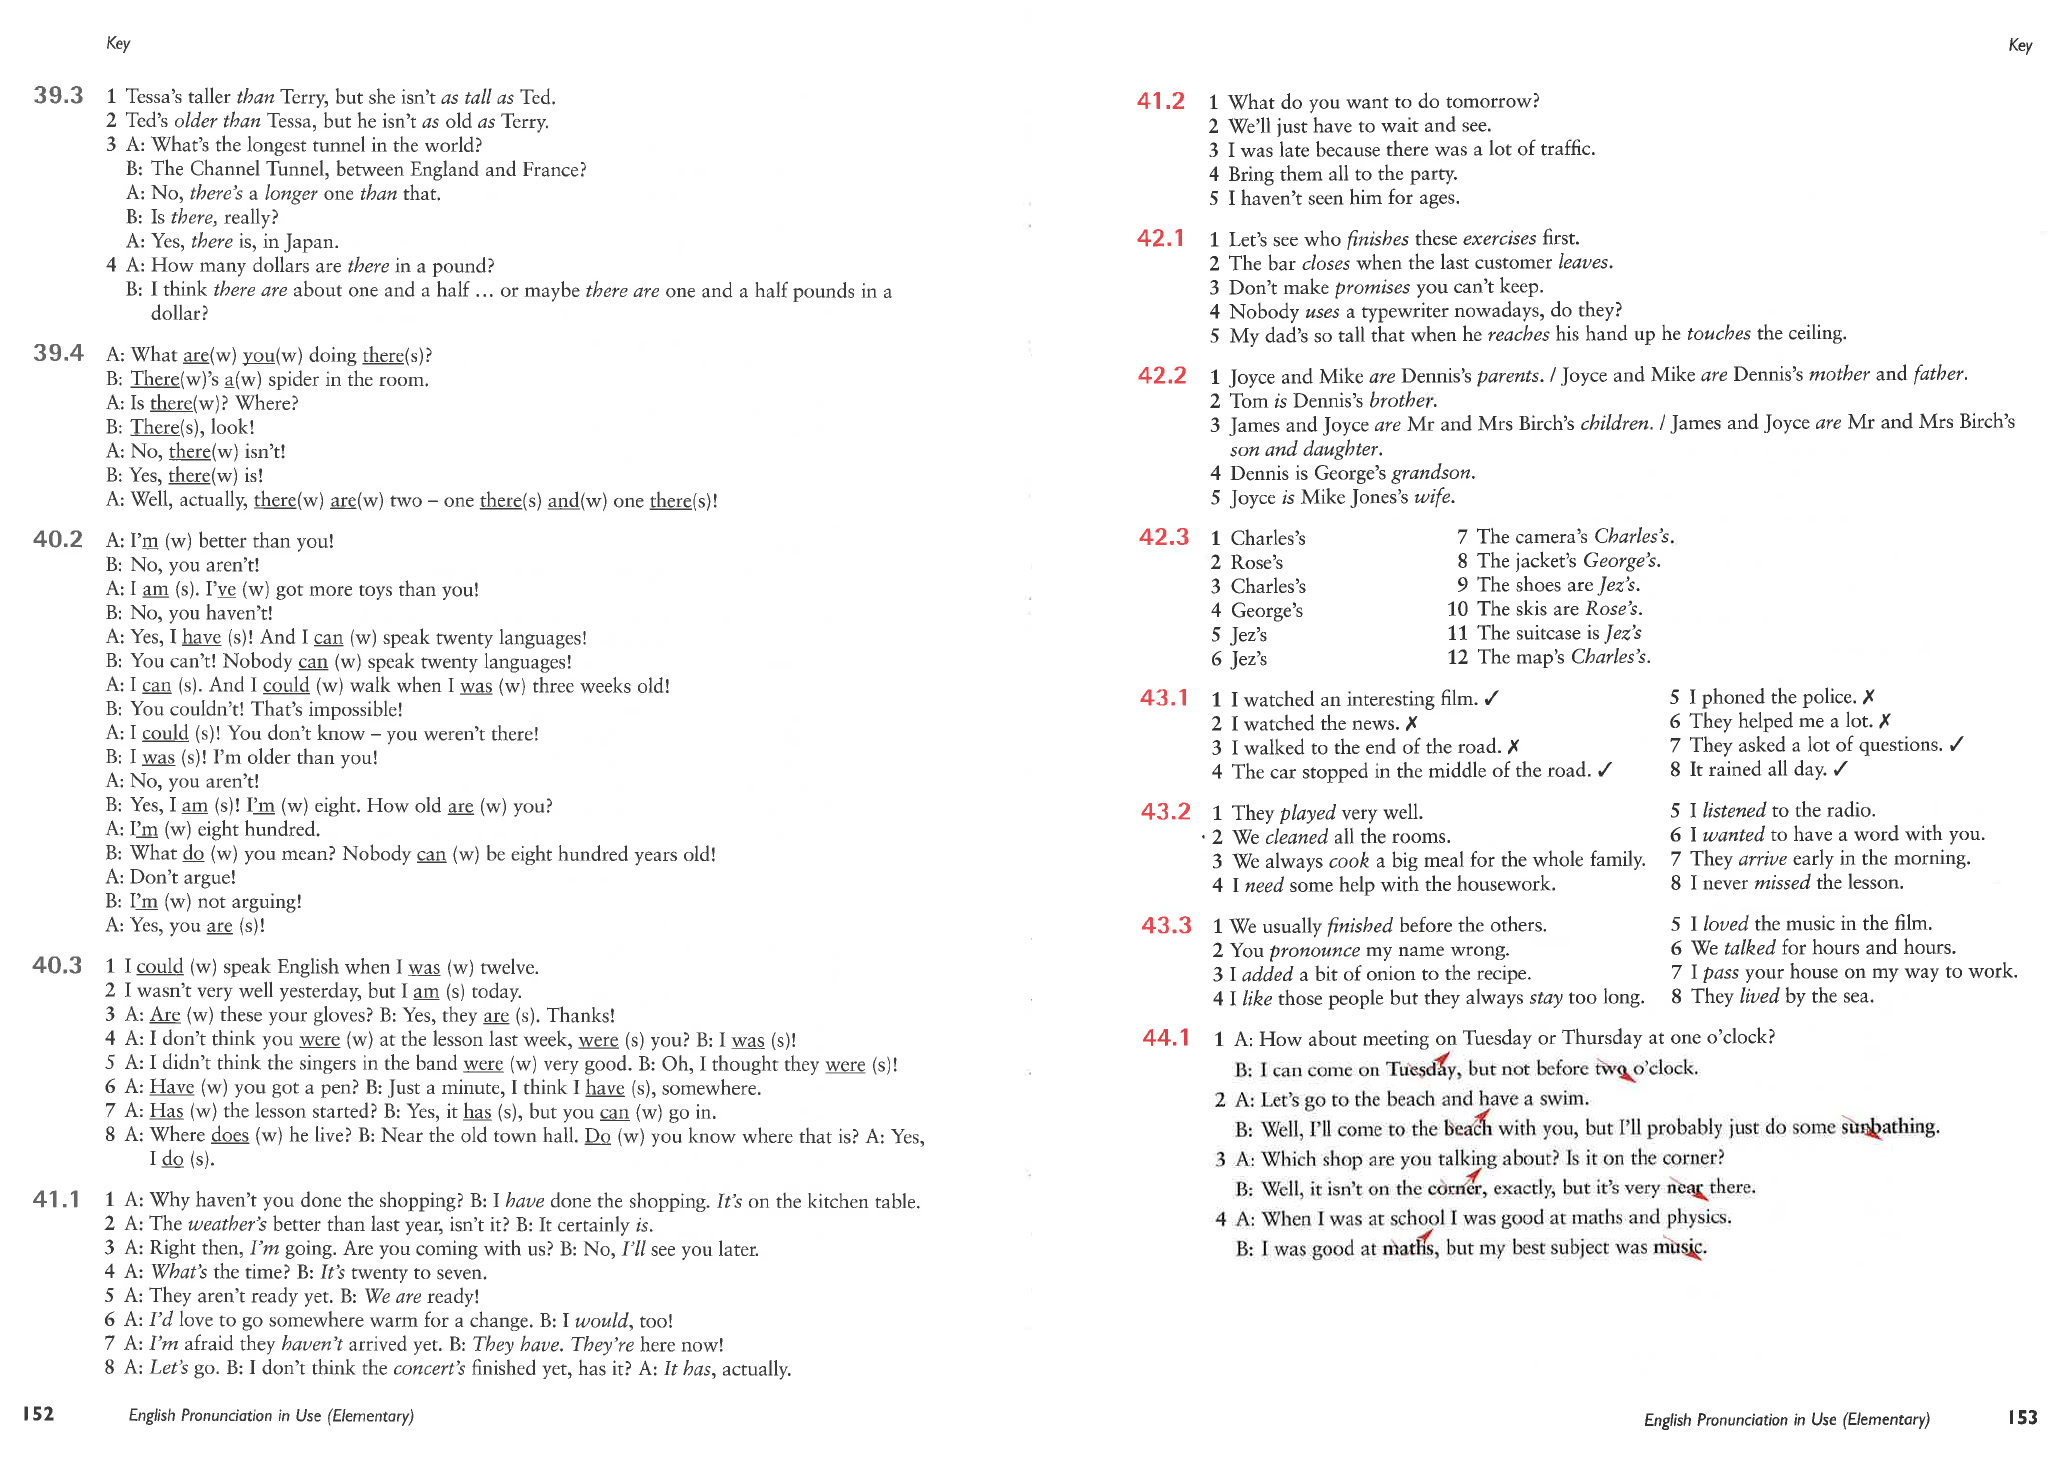 Key
39.3 1 Tessa's taller than Terry, but she isn't as tall as Ted.
2 Ted's older than Tessa, but he isn't as old as Terry.
3 A: What's the longest tunnel in the world?
B: The Channel Tunnel, between England and France?
A: No, there's a longer one than that.
B: Is there, really?
A: Yes, there is, in Japan.
4 A: How many dollars are there in a pound?
B: I think there are about one and a half ... or maybe there are one and a half pounds in a
dollar?
39.4 A: What are(w) you(w) doing there(s)?
B: There(w)'s a(w) spider in the room.
A: Is there(w)? Where?
B: There(s), look!
A: No, there(w) isn't!
B: Yes, there(w) is!
A: Well, actually, there(w) are(w) two – one there(s) and(w) one there(s)!
40.2 A: I'm (w) better than you!
B: No, you aren't!
A: I am (s). I've (w) got more toys than you!
B: No, you haven't!
A: Yes, I have (s)! And I can (w) speak twenty languages!
B: You can't! Nobody can (w) speak twenty languages!
A: I can (s). And I could (w) walk when I was (w) three weeks old!
B: You couldn't! That's impossible!
A: I could (s)! You don't know – you weren't there!
B: I was (s)! I'm older than you!
A: No, you aren't!
B: Yes, I am (s)! I'm (w) eight. How old are (w) you?
A: I'm (w) eight hundred.
B: What do (w) you mean? Nobody can (w) be eight hundred years old!
A: Don't argue!
B: I'm (w) not arguing!
A: Yes, you are (s)!
40.3 1 I could (w) speak English when I was (w) twelve.
2 I wasn't very well yesterday, but I am (s) today.
3 A: Are (w) these your gloves? B: Yes, they are (s). Thanks!
4 A: I don't think you were (w) at the lesson last week, were (s) you? B: I was (s)!
5 A: I didn't think the singers in the band were (w) very good. B: Oh, I thought they were (s)!
6 A: Have (w) you got a pen? B: Just a minute, I think I have (s), somewhere.
7 A: Has (w) the lesson started? B: Yes, it has (s), but you can (w) go in.
8 A: Where does (w) he live? B: Near the old town hall. Do (w) you know where that is? A: Yes,
I do (s).
41.1 1 A: Why haven't you done the shopping? B: I have done the shopping. It's on the kitchen table.
2 A: The weather's better than last year, isn't it? B: It certainly is.
3 A: Right then, I'm going. Are you coming with us? B: No, I'll see you later.
4 A: What's the time? B: It's twenty to seven.
5 A: They aren't ready yet. B: We are ready!
6 A: I'd love to go somewhere warm for a change. B: I would, too!
7 A: I'm afraid they haven't arrived yet. B: They have. They're here now!
8 A: Let's go. B: I don't think the concert's finished yet, has it? A: It has, actually.
152 English Pronunciation in Use (Elementary)
Key
41.2 1 What do you want to do tomorrow?
2 We'll just have to wait and see.
3 I was late because there was a lot of traffic.
4 Bring them all to the party.
5 I haven't seen him for ages.
42.1 1 Let's see who finishes these exercises first.
2 The bar closes when the last customer leaves.
3 Don't make promises you can't keep.
4 Nobody uses a typewriter nowadays, do they?
5 My dad's so tall that when he reaches his hand up he touches the ceiling.
42.2 1 Joyce and Mike are Dennis's parents. / Joyce and Mike are Dennis's mother and father.
2 Tom is Dennis's brother.
3 James and Joyce are Mr and Mrs Birch's children. / James and Joyce are Mr and Mrs Birch's
son and daughter.
4 Dennis is George's grandson.
5 Joyce is Mike Jones's wife.
42.3 1 Charles's 7 The camera's Charles's.
2 Rose's 8 The jacket's George's.
3 Charles's 9 The shoes are Jez's.
4 George's 10 The skis are Rose's.
5 Jez's 11 The suitcase is Jez's
6 Jez's 12 The map's Charles's.
43.1 1 I watched an interesting film. ✓ 5 I phoned the police. ✗
2 I watched the news. ✗ 6 They helped me a lot. ✗
3 I walked to the end of the road. ✗ 7 They asked a lot of questions. ✓
4 The car stopped in the middle of the road. ✓ 8 It rained all day. ✓
43.2 1 They played very well. 5 I listened to the radio.
2 We cleaned all the rooms. 6 I wanted to have a word with you.
3 We always cook a big meal for the whole family. 7 They arrive early in the morning.
4 I need some help with the housework. 8 I never missed the lesson.
43.3 1 We usually finished before the others. 5 I loved the music in the film.
2 You pronounce my name wrong. 6 We talked for hours and hours.
3 I added a bit of onion to the recipe. 7 I pass your house on my way to work.
4 I like those people but they always stay too long. 8 They lived by the sea.
44.1 1 A: How about meeting on Tuesday or Thursday at one o'clock?
B: I can come on Tuesday, but not before two o'clock.
2 A: Let's go to the beach and have a swim.
B: Well, I'll come to the beach with you, but I'll probably just do some sunbathing.
3 A: Which shop are you talking about? Is it on the corner?
B: Well, it isn't on the corner, exactly, but it's very near there.
4 A: When I was at school I was good at maths and physics.
B: I was good at maths, but my best subject was music.
English Pronunciation in Use (Elementary) 153